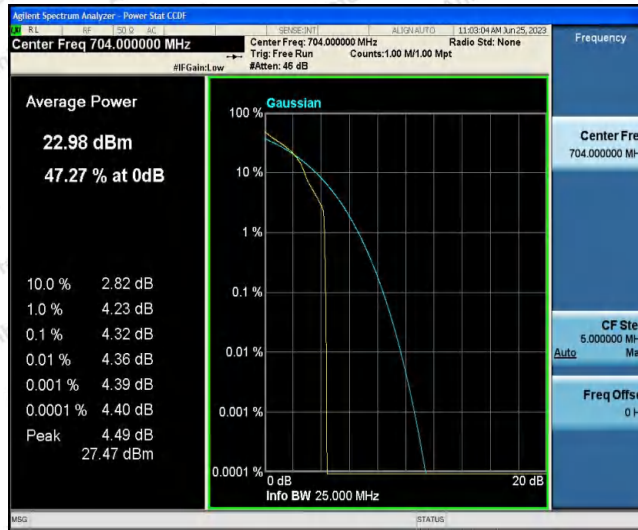 Agilent Spectrum Analyzer - Power Stat CCDF
RL RF 50 Ω AC SENSE:INT ALIGN AUTO 11:03:04 AM Jun 25, 2023
Center Freq 704.000000 MHz
Center Freq: 704.000000 MHz Radio Std: None
Trig: Free Run Counts:1.00 M/1.00 Mpt
#IFGain:Low #Atten: 46 dB
Frequency
Average Power
22.98 dBm
47.27 % at 0dB
10.0 % 2.82 dB
1.0 % 4.23 dB
0.1 % 4.32 dB
0.01 % 4.36 dB
0.001 % 4.39 dB
0.0001 % 4.40 dB
Peak 4.49 dB
27.47 dBm
Gaussian
100 %
10 %
1 %
0.1 %
0.01 %
0.001 %
0.0001 %
0 dB 20 dB
Info BW 25.000 MHz
Center Fre
704.000000 MH
CF Ste
5.000000 MH
Auto Ma
Freq Offse
0 H
MSG STATUS